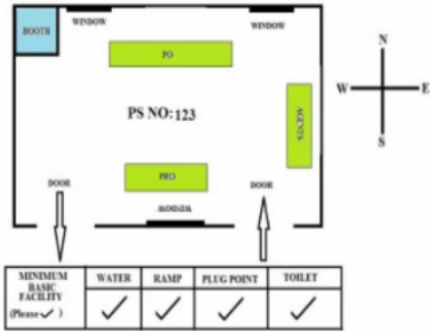 BOOTH
WINDOW
WINDOW
PO
PS NO: 123
AGENTS
PRO
DOOR
DOOR
WINDOW
N
W
E
S
MINIMUM BASIC FACILITY (Please ✓ )
WATER
RAMP
PLUG POINT
TOILET
✓ ✓ ✓ ✓